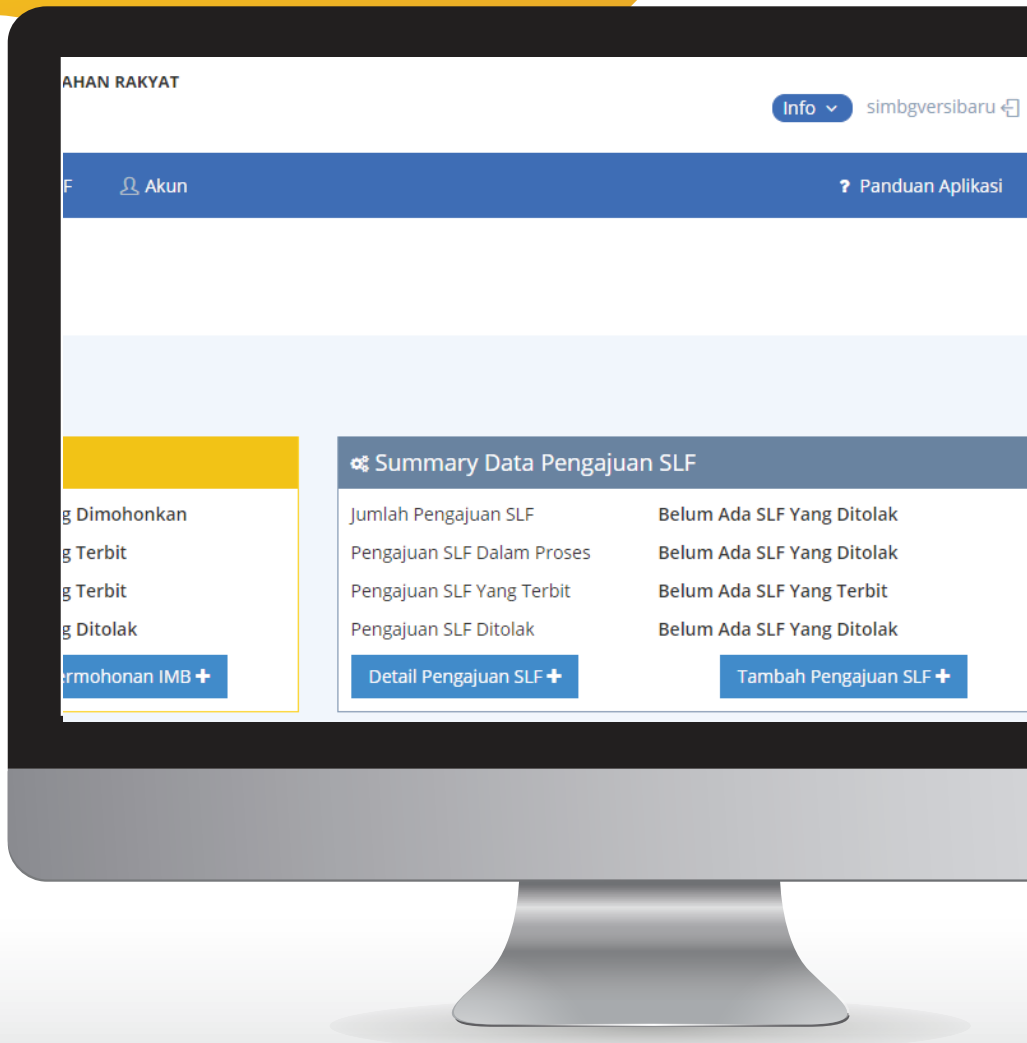 AHAN RAKYAT
Info simbgversibaru
F Akun ? Panduan Aplikasi
Summary Data Pengajuan SLF
g Dimohonkan
g Terbit
g Terbit
g Ditolak
ermohonan IMB +
Jumlah Pengajuan SLF Belum Ada SLF Yang Ditolak
Pengajuan SLF Dalam Proses Belum Ada SLF Yang Ditolak
Pengajuan SLF Yang Terbit Belum Ada SLF Yang Terbit
Pengajuan SLF Ditolak Belum Ada SLF Yang Ditolak
Detail Pengajuan SLF + Tambah Pengajuan SLF +